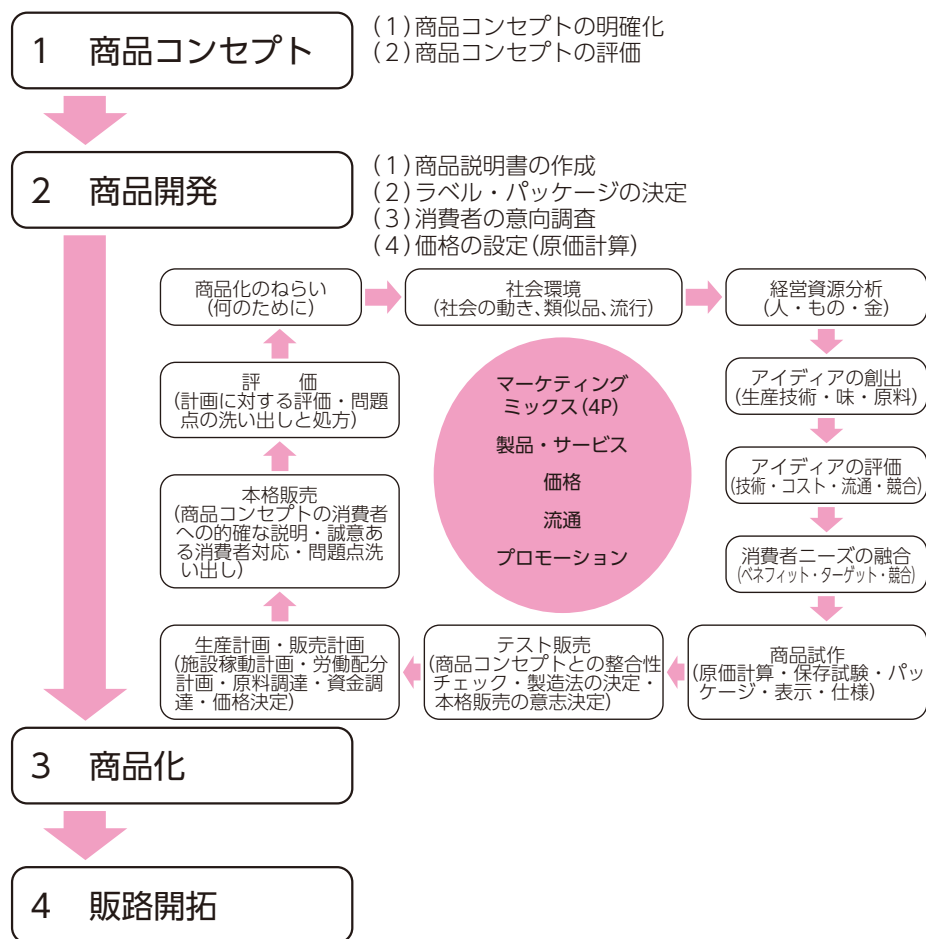 1 商品コンセプト
(1)商品コンセプトの明確化
(2)商品コンセプトの評価
2 商品開発
(1)商品説明書の作成
(2)ラベル・パッケージの決定
(3)消費者の意向調査
(4)価格の設定(原価計算)
商品化のねらい
(何のために)
社会環境
(社会の動き、類似品、流行)
経営資源分析
(人・もの・金)
アイディアの創出
(生産技術・味・原料)
アイディアの評価
(技術・コスト・流通・競合)
消費者ニーズの融合
(ベネフィット・ターゲット・競合)
商品試作
(原価計算・保存試験・パッ
ケージ・表示・仕様)
テスト販売
(商品コンセプトとの整合性
チェック・製造法の決定・
本格販売の意志決定)
生産計画・販売計画
(施設稼動計画・労働配分
計画・原料調達・資金調
達・価格決定)
本格販売
(商品コンセプトの消費者
への的確な説明・誠意あ
る消費者対応・問題点洗
い出し)
評 価
(計画に対する評価・問題
点の洗い出しと処方)
マーケティング
ミックス(4P)
製品・サービス
価格
流通
プロモーション
3 商品化
4 販路開拓